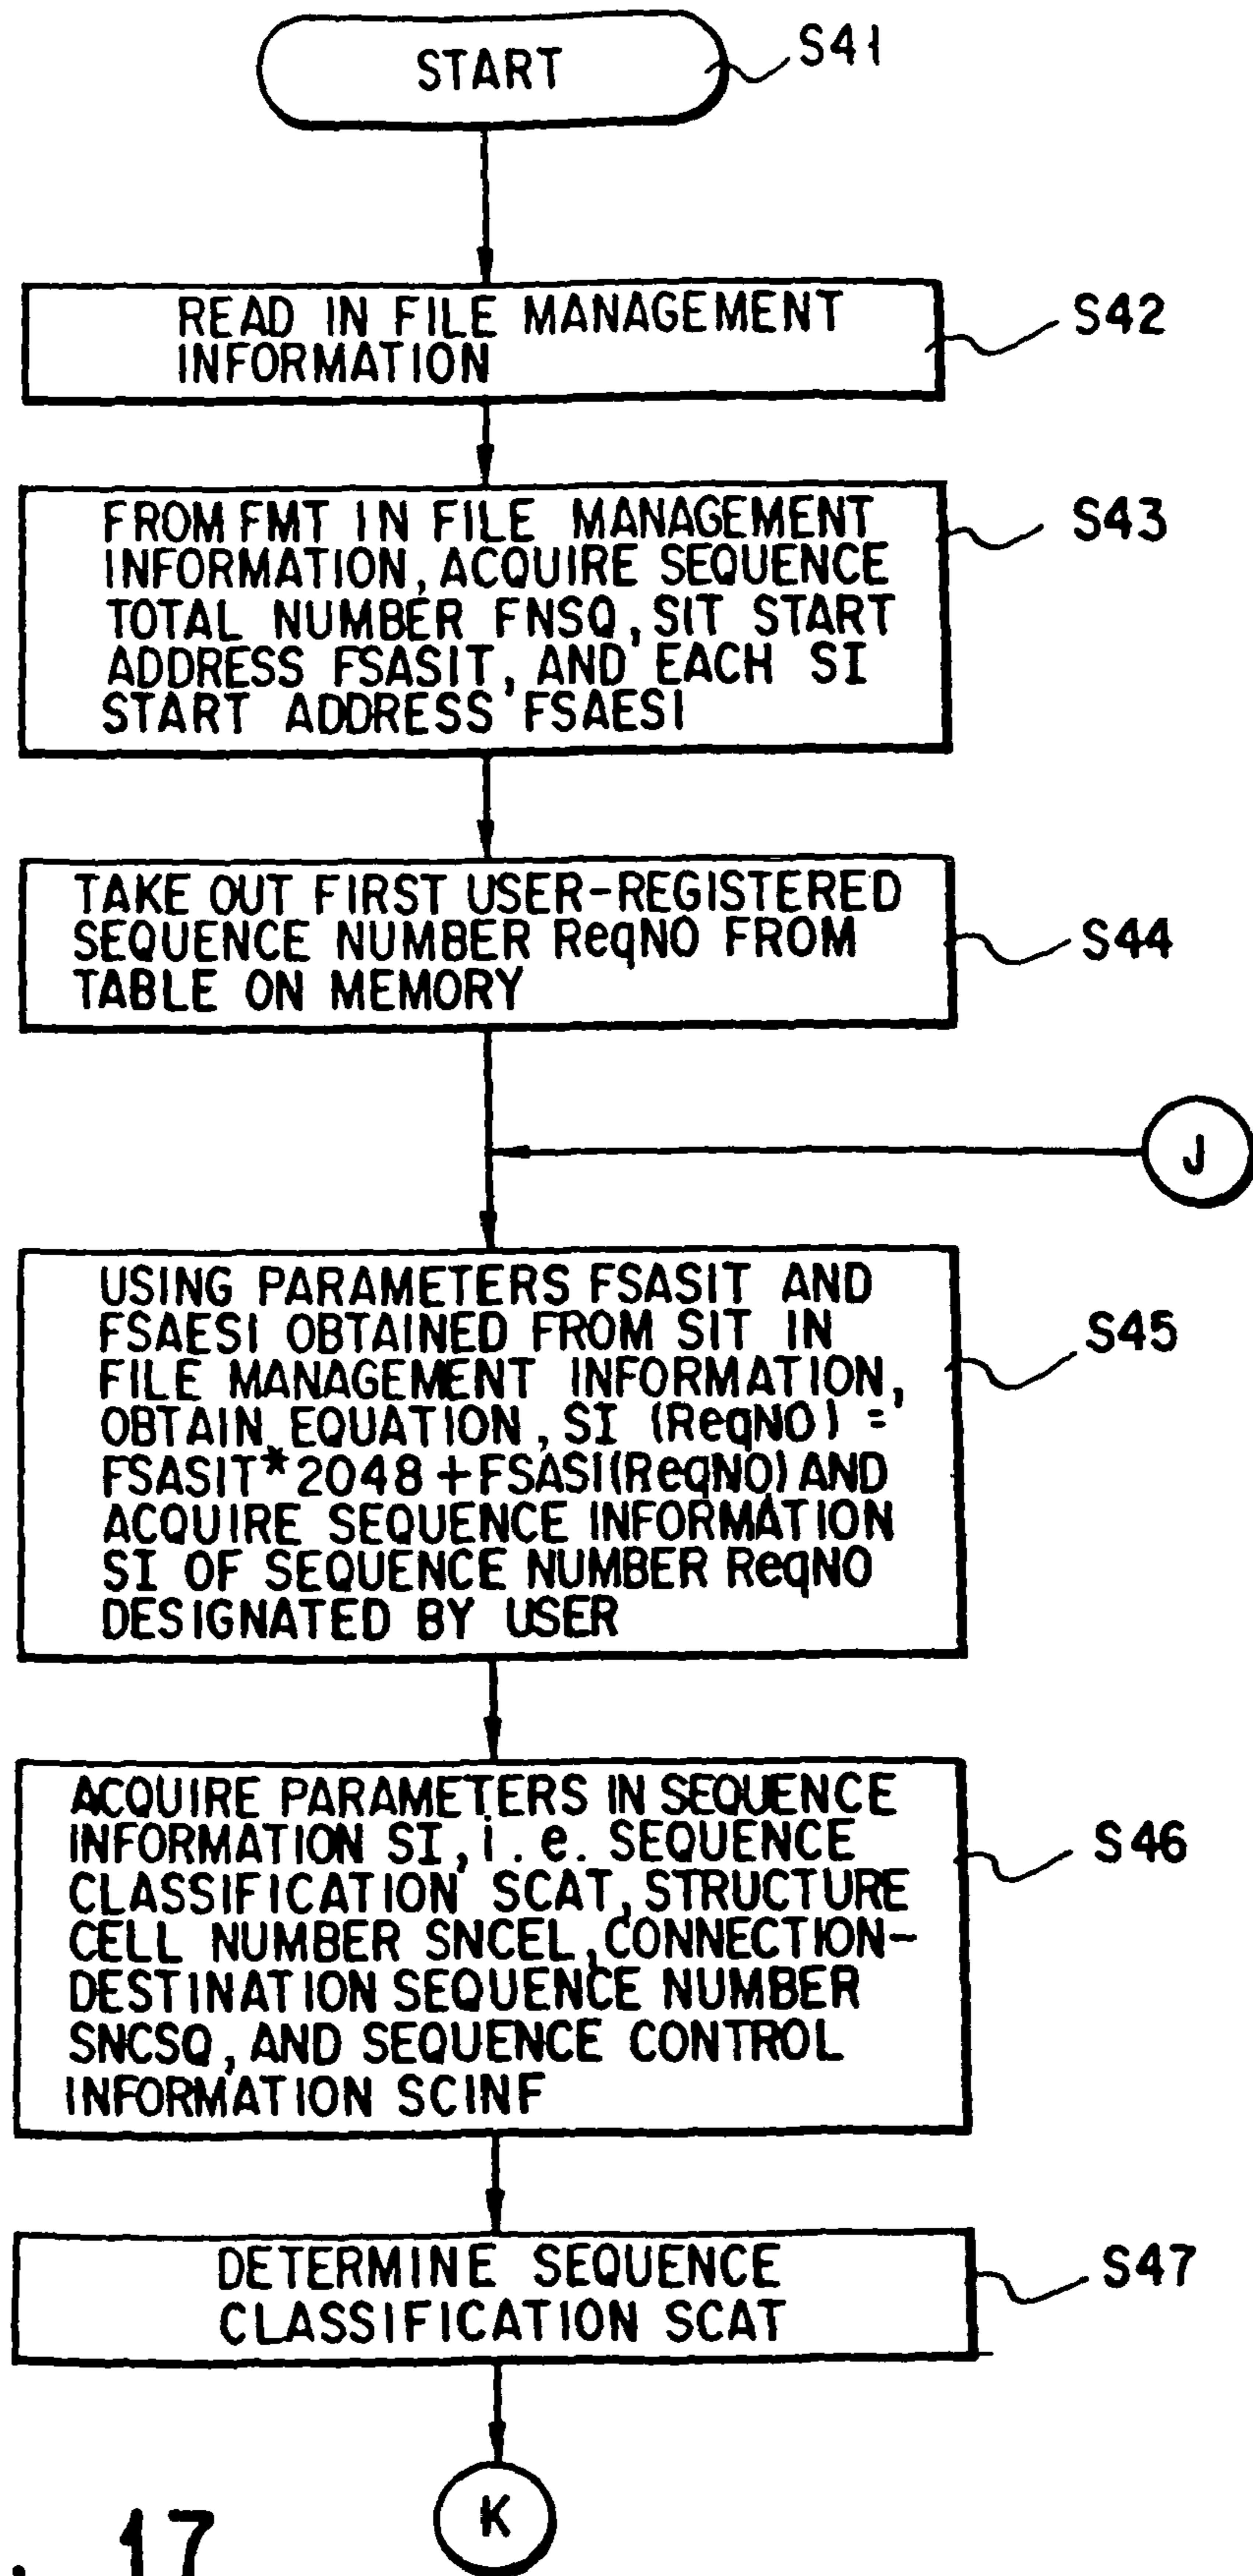 START
S41
READ IN FILE MANAGEMENT
INFORMATION
S42
FROM FMT IN FILE MANAGEMENT
INFORMATION, ACQUIRE SEQUENCE
TOTAL NUMBER FNSQ, SIT START
ADDRESS FSASIT, AND EACH SI
START ADDRESS FSAESI
S43
TAKE OUT FIRST USER-REGISTERED
SEQUENCE NUMBER ReqNO FROM
TABLE ON MEMORY
S44
J
USING PARAMETERS FSASIT AND
FSAESI OBTAINED FROM SIT IN
FILE MANAGEMENT INFORMATION,
OBTAIN EQUATION, SI (ReqNO) =
FSASIT*2048+FSASI(ReqNO) AND
ACQUIRE SEQUENCE INFORMATION
SI OF SEQUENCE NUMBER ReqNO
DESIGNATED BY USER
S45
ACQUIRE PARAMETERS IN SEQUENCE
INFORMATION SI, i.e. SEQUENCE
CLASSIFICATION SCAT, STRUCTURE
CELL NUMBER SNCEL, CONNECTION-
DESTINATION SEQUENCE NUMBER
SNCSQ, AND SEQUENCE CONTROL
INFORMATION SCINF
S46
DETERMINE SEQUENCE
CLASSIFICATION SCAT
S47
K
. 17